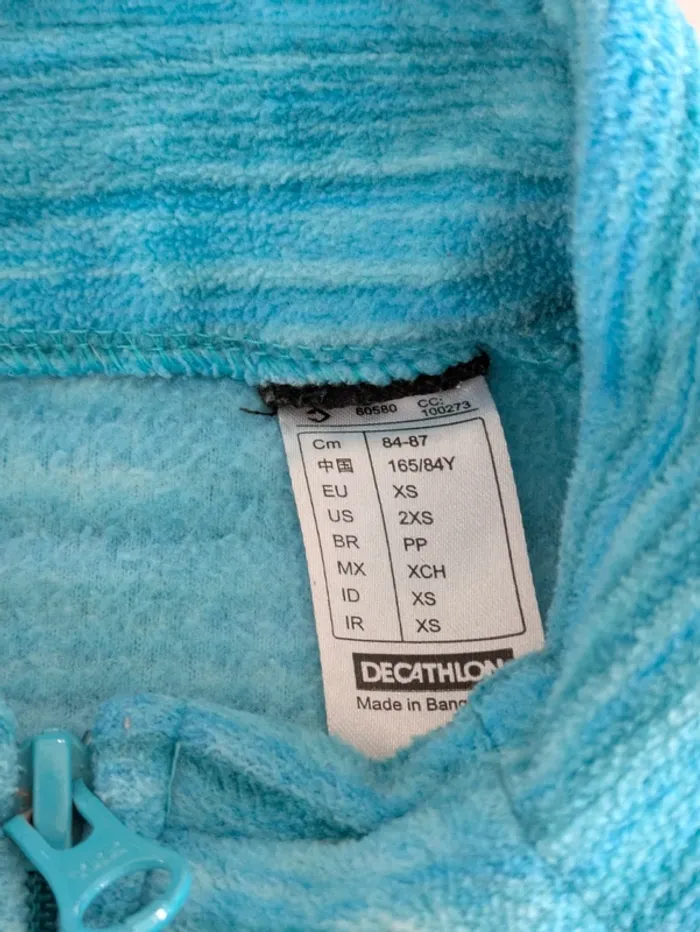 60580 CC:
100273
Cm 84-87
中国 165/84Y
EU XS
US 2XS
BR PP
MX XCH
ID XS
IR XS
DECATHLON
Made in Bang